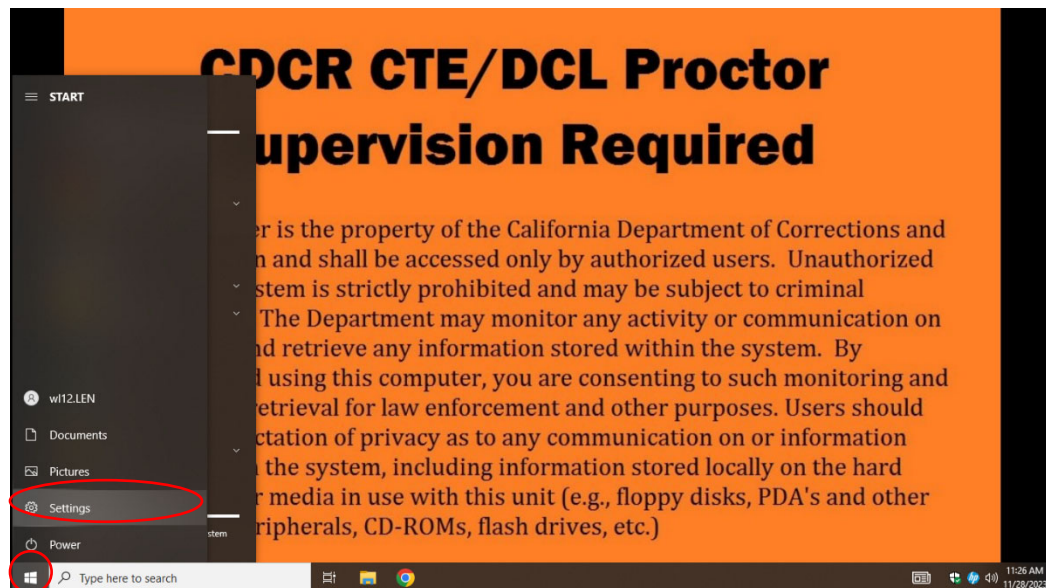 CDCR CTE/DCL Proctor
upervision Required
START
er is the property of the California Department of Corrections and
n and shall be accessed only by authorized users. Unauthorized
stem is strictly prohibited and may be subject to criminal
The Department may monitor any activity or communication on
nd retrieve any information stored within the system. By
d using this computer, you are consenting to such monitoring and
etrieval for law enforcement and other purposes. Users should
ctation of privacy as to any communication on or information
the system, including information stored locally on the hard
r media in use with this unit (e.g., floppy disks, PDA's and other
ripherals, CD-ROMs, flash drives, etc.)
wl12.LEN
Documents
Pictures
Settings
Power
stem
Type here to search
11:26 AM
11/28/2023